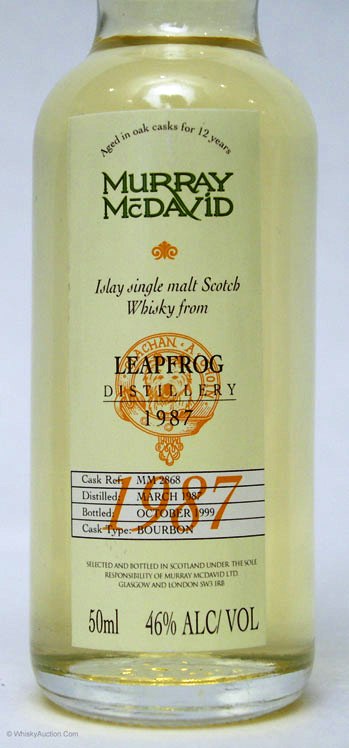 Aged in oak casks for 12 years
MURRAY
McDAVID
Islay single malt Scotch
Whisky from
LEAPFROG
DISTILLERY
1987
1987
Cask Ref: MM 2868
Distilled: MARCH 1987
Bottled: OCTOBER 1999
Cask Type: BOURBON
SELECTED AND BOTTLED IN SCOTLAND UNDER THE SOLE
RESPONSIBILITY OF MURRAY MCDAVID LTD.
GLASGOW AND LONDON SW3 1RB
50ml 46% ALC/VOL
© WhiskyAuction.Com